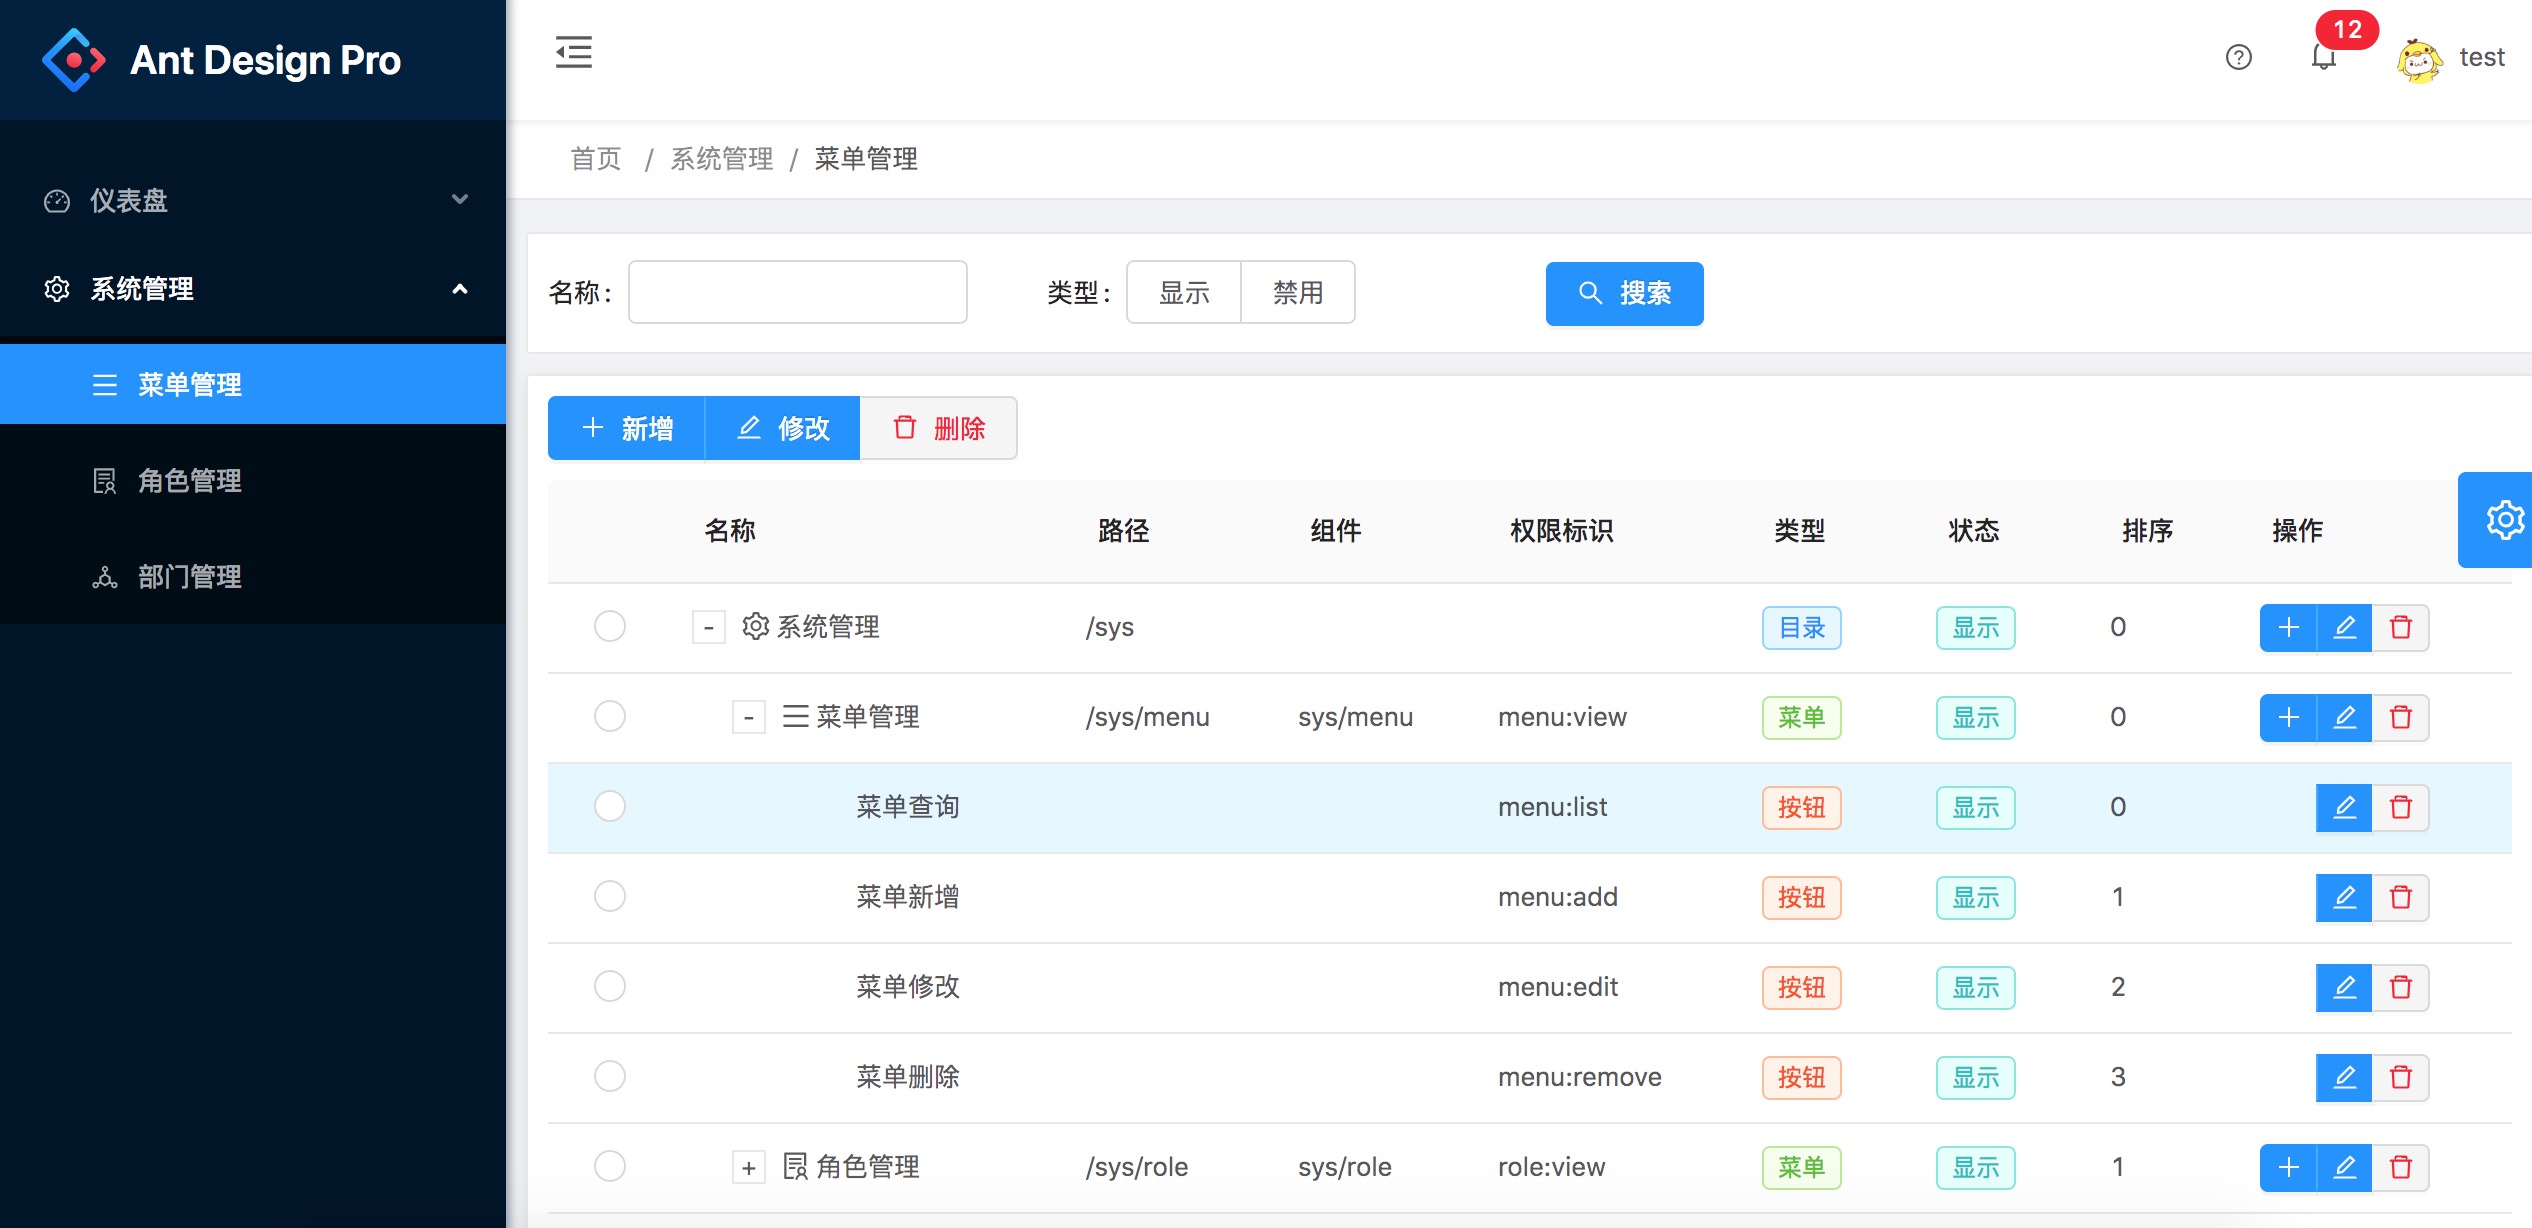 Ant Design Pro
12
test
仪表盘
系统管理
菜单管理
角色管理
部门管理
首页 / 系统管理 / 菜单管理
名称: 类型: 显示 禁用 搜索
新增 修改 删除
名称 路径 组件 权限标识 类型 状态 排序 操作
- 系统管理 /sys 目录 显示 0
- 菜单管理 /sys/menu sys/menu menu:view 菜单 显示 0
菜单查询 menu:list 按钮 显示 0
菜单新增 menu:add 按钮 显示 1
菜单修改 menu:edit 按钮 显示 2
菜单删除 menu:remove 按钮 显示 3
+ 角色管理 /sys/role sys/role role:view 菜单 显示 1